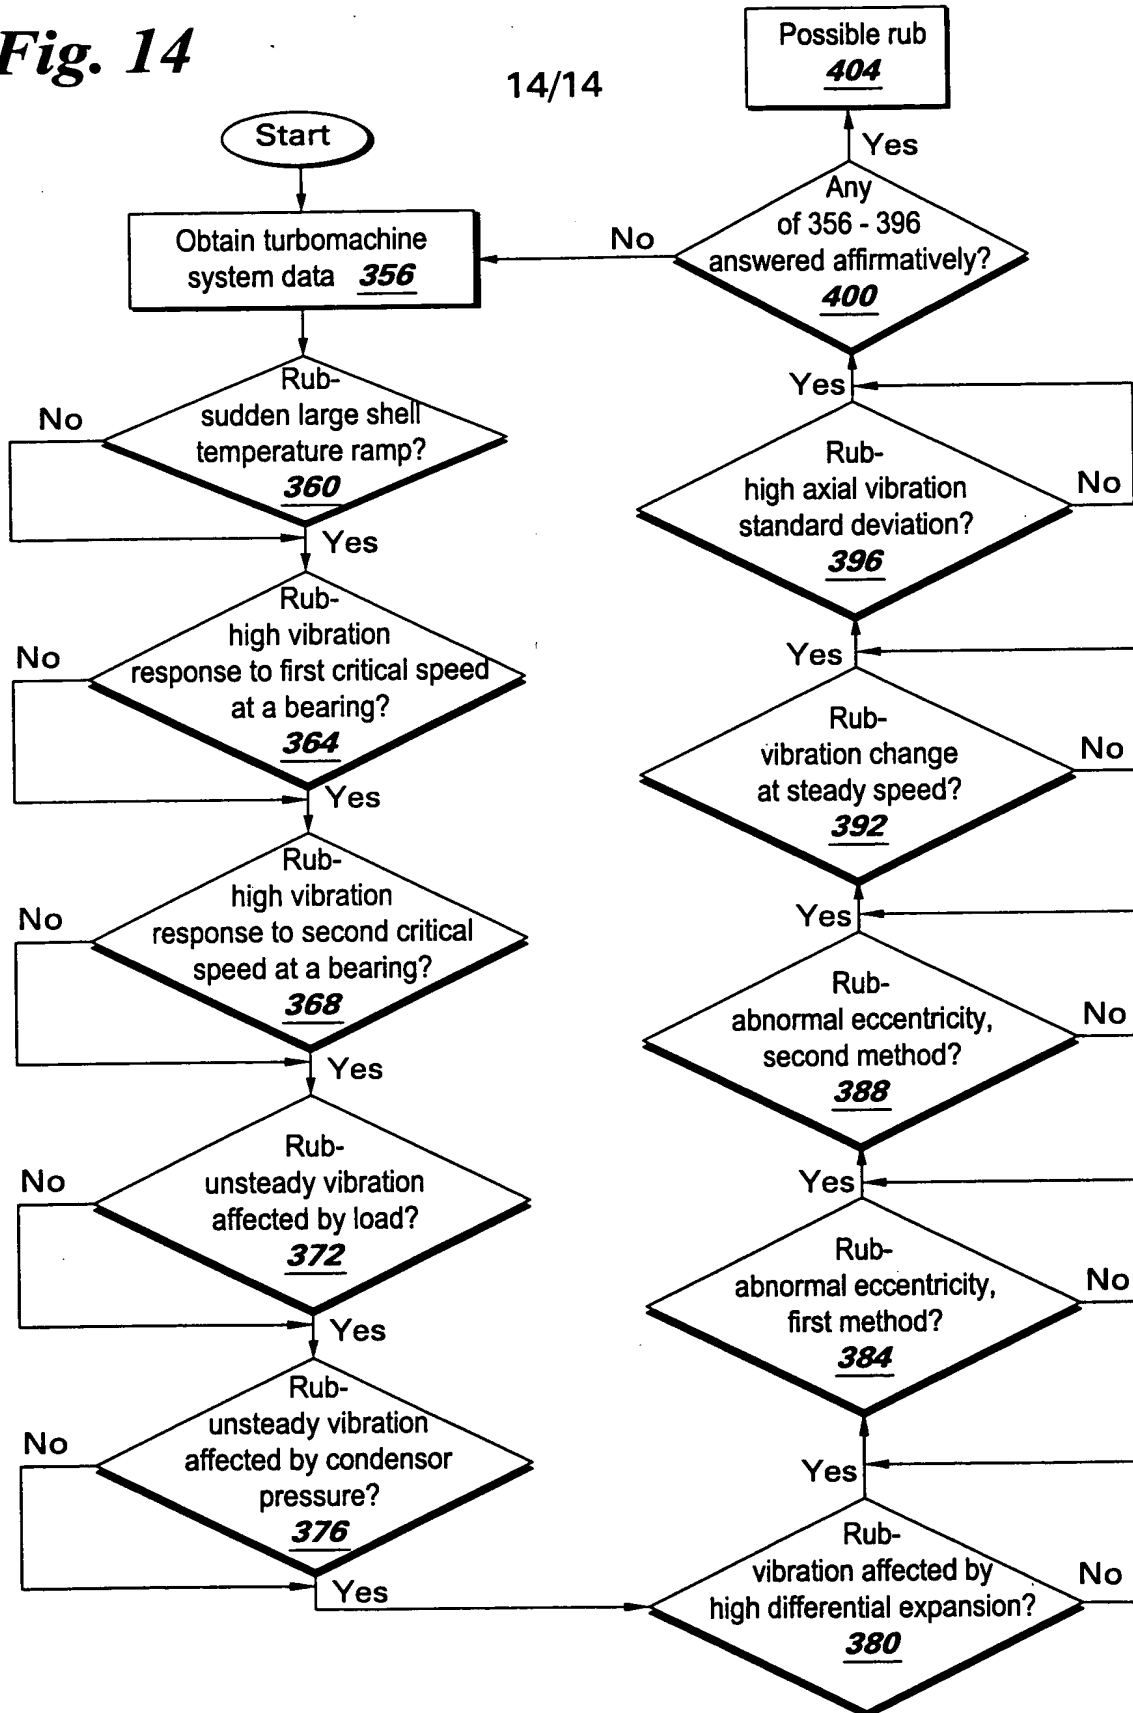 Fig. 14
14/14
Start
Obtain turbomachine
system data 356
Rub-
sudden large shell
temperature ramp?
360
No
Yes
Rub-
high vibration
response to first critical speed
at a bearing?
364
No
Yes
Rub-
high vibration
response to second critical
speed at a bearing?
368
No
Yes
Rub-
unsteady vibration
affected by load?
372
No
Yes
Rub-
unsteady vibration
affected by condensor
pressure?
376
No
Yes
Rub-
vibration affected by
high differential expansion?
380
No
Yes
Rub-
abnormal eccentricity,
first method?
384
No
Yes
Rub-
abnormal eccentricity,
second method?
388
No
Yes
Rub-
vibration change
at steady speed?
392
No
Yes
Rub-
high axial vibration
standard deviation?
396
No
Yes
Any
of 356 - 396
answered affirmatively?
400
No
Yes
Possible rub
404